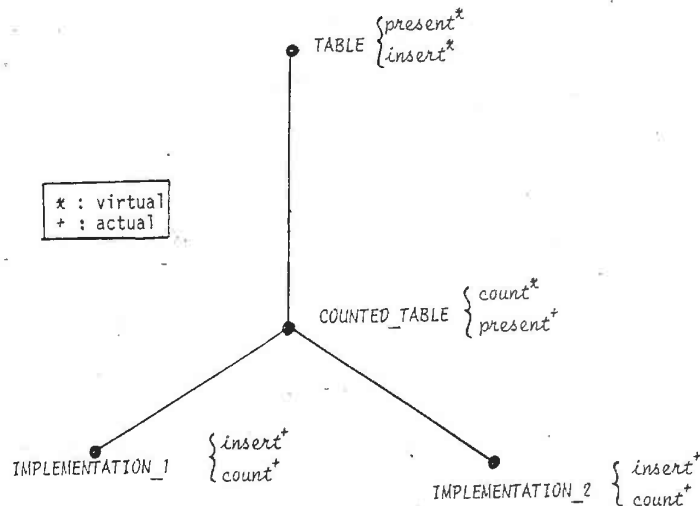 TABLE { present*
insert*
* : virtual
+ : actual
COUNTED_TABLE { count*
present+
IMPLEMENTATION_1 { insert+
count+
IMPLEMENTATION_2 { insert+
count+